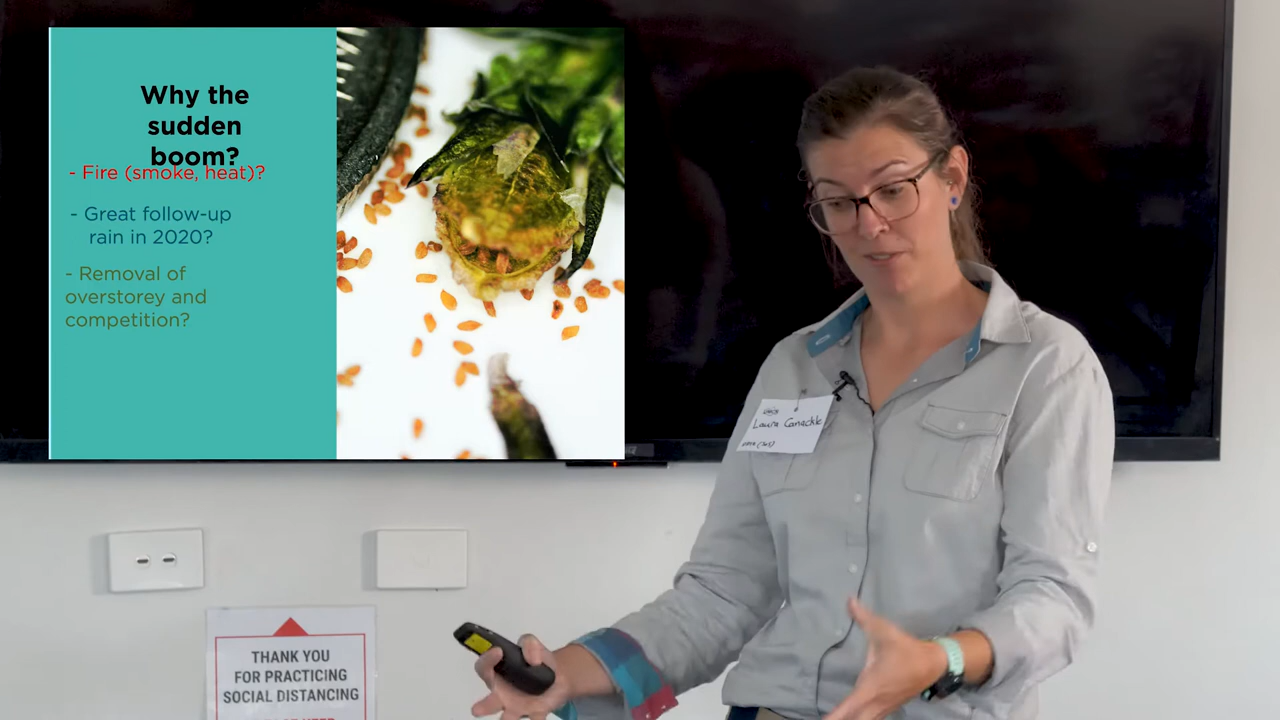 Why the
sudden
boom?
- Fire (smoke, heat)?
- Great follow-up
rain in 2020?
- Removal of
overstorey and
competition?
Laura Canackle
THANK YOU
FOR PRACTICING
SOCIAL DISTANCING